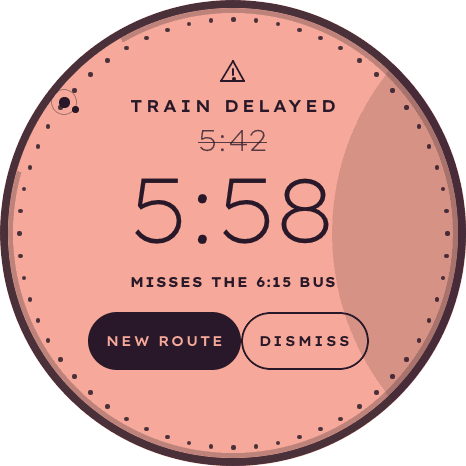 TRAIN DELAYED
5:42
5:58
MISSES THE 6:15 BUS
NEW ROUTE DISMISS